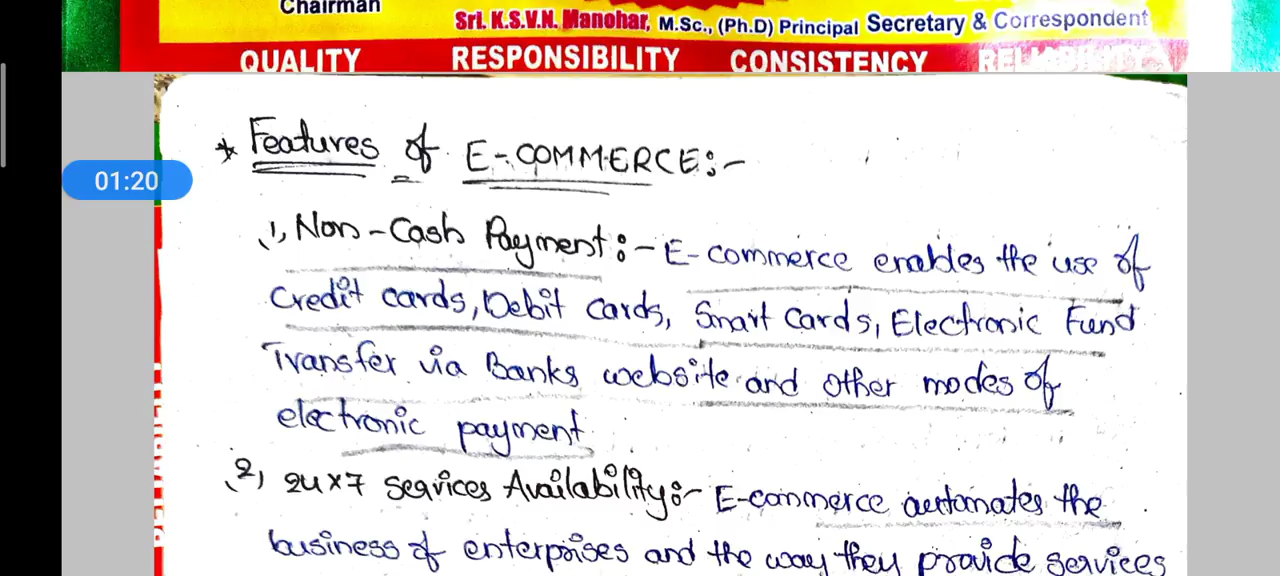 Chairman
Sri. K.S.V.N. Manohar, M.Sc., (Ph.D) Principal Secretary & Correspondent
QUALITY RESPONSIBILITY CONSISTENCY RELIABILITY
* Features of E-COMMERCE:-
01:20
1, Non-Cash Payment:- E-commerce enables the use of
Credit cards, Debit cards, Smart Cards, Electronic Fund
Transfer via Banks website and other modes of
electronic payment.
2, 24x7 Services Availability:- E-commerce automates the
business of enterprises and the way they provide services